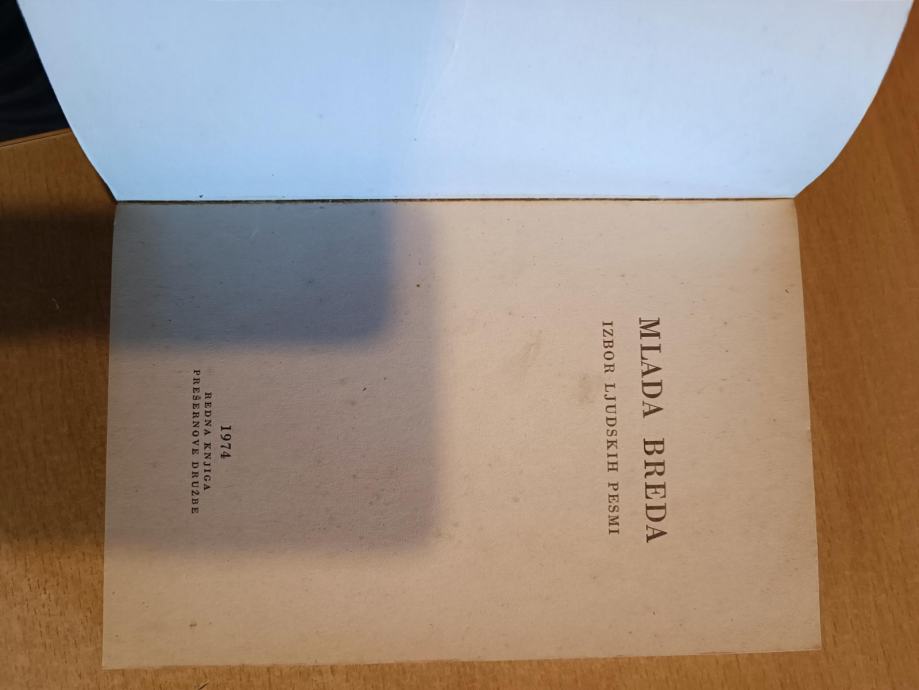 MLADA BREDA
IZBOR LJUDSKIH PESMI
1974
REDNA KNJIGA
PREŠERNOVE DRUŽBE